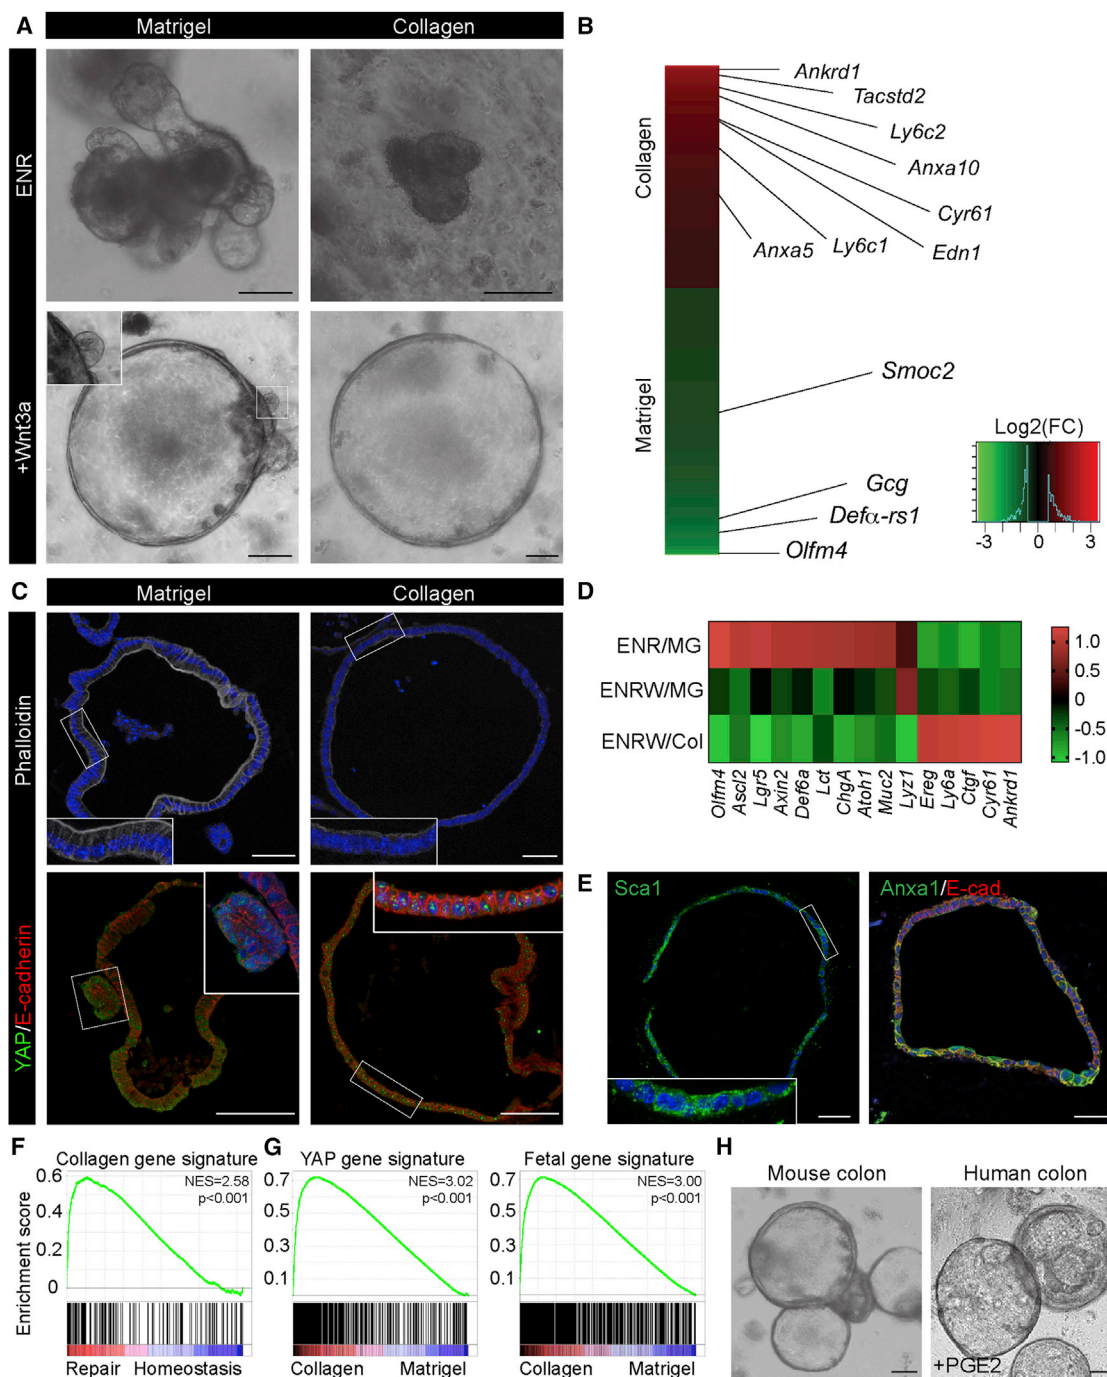 A
Matrigel
Collagen
ENR
+Wnt3a
B
Collagen
Matrigel
Ankrd1
Tacstd2
Ly6c2
Anxa10
Cyr61
Edn1
Ly6c1
Anxa5
Smoc2
Gcg
Defα-rs1
Olfm4
Log2(FC)
-3 0 3
C
Matrigel
Collagen
Phalloidin
YAP/E-cadherin
D
ENR/MG
ENRW/MG
ENRW/Col
Olfm4
Ascl2
Lgr5
Axin2
Def6a
Lct
ChgA
Atoh1
Muc2
Lyz1
Ereg
Ly6a
Ctgf
Cyr61
Ankrd1
1.0
0.5
0
-0.5
-1.0
E
Sca1
Anxa1/E-cad
F
Collagen gene signature
NES=2.58
p<0.001
Enrichment score
0.6
0.4
0.2
0
Repair Homeostasis
G
YAP gene signature
NES=3.02
p<0.001
0.7
0.5
0.3
0.1
Collagen Matrigel
Fetal gene signature
NES=3.00
p<0.001
0.7
0.5
0.3
0.1
Collagen Matrigel
H
Mouse colon
Human colon
+PGE2